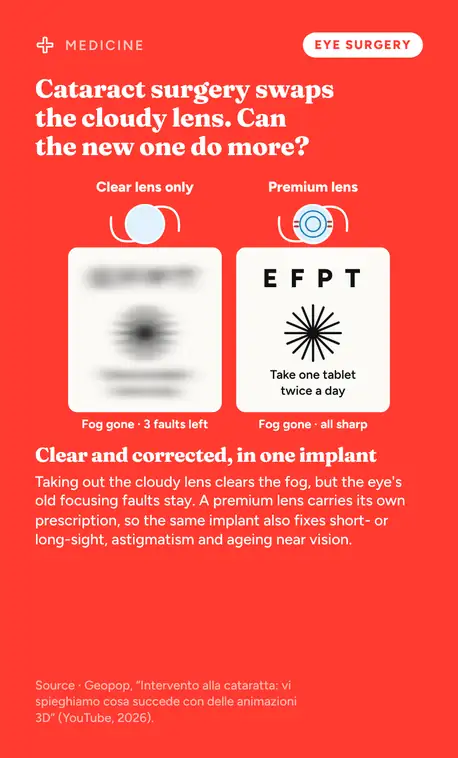 MEDICINE
EYE SURGERY
Cataract surgery swaps
the cloudy lens. Can
the new one do more?
Clear lens only
Premium lens
E F P T
Take one tablet
twice a day
Fog gone · 3 faults left
Fog gone · all sharp
Clear and corrected, in one implant
Taking out the cloudy lens clears the fog, but the eye's
old focusing faults stay. A premium lens carries its own
prescription, so the same implant also fixes short- or
long-sight, astigmatism and ageing near vision.
Source · Geopop, “Intervento alla cataratta: vi
spieghiamo cosa succede con delle animazioni
3D” (YouTube, 2026).